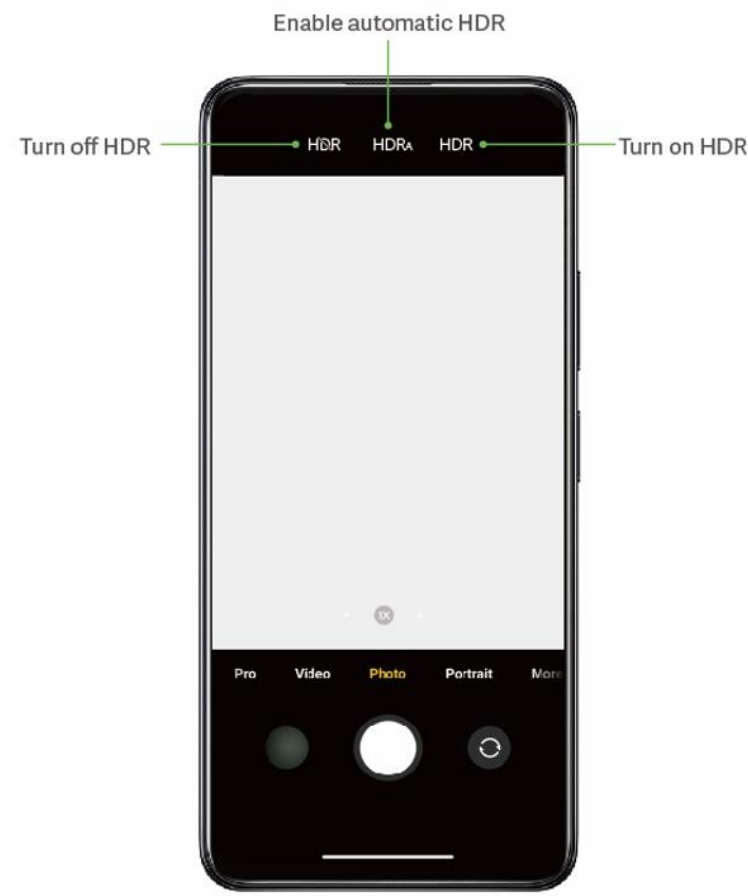 Enable automatic HDR
Turn off HDR
HDR
HDRA
HDR
Turn on HDR
1X
Pro
Video
Photo
Portrait
More